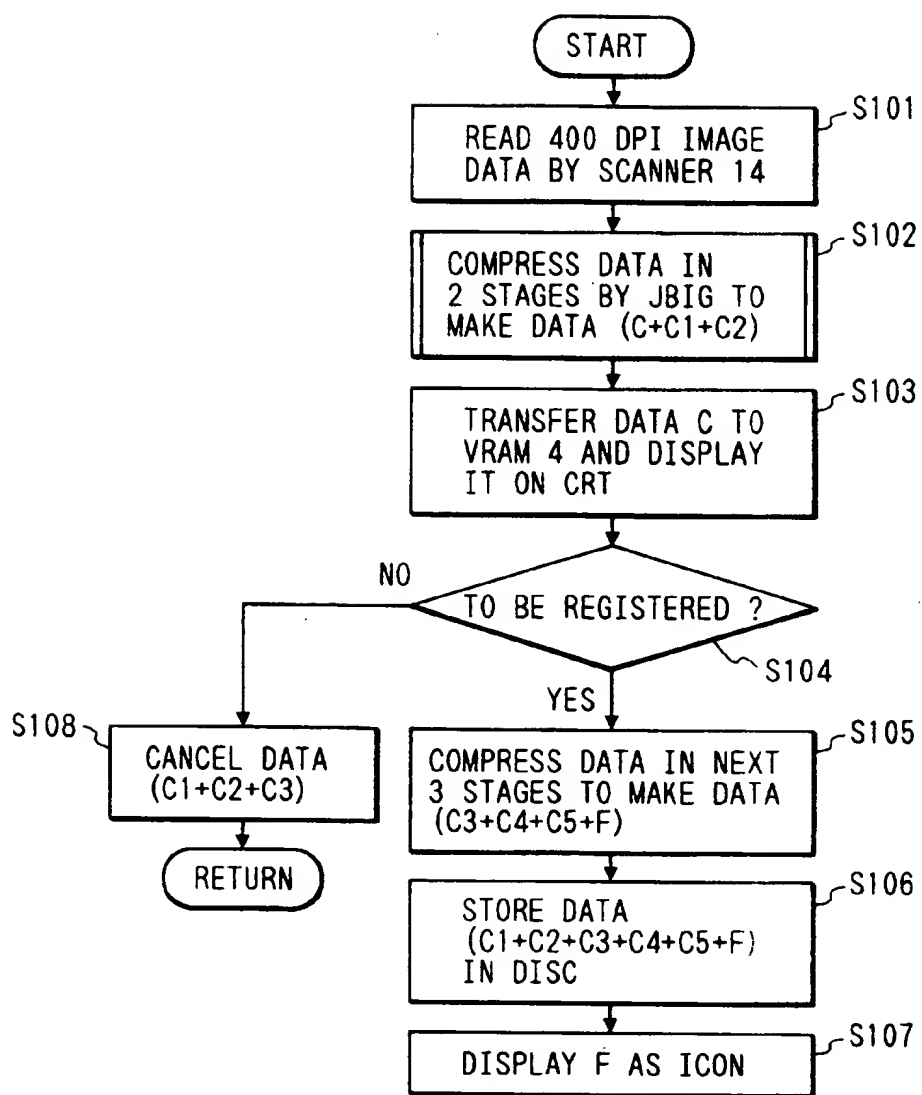 START
S101
READ 400 DPI IMAGE
DATA BY SCANNER 14
S102
COMPRESS DATA IN
2 STAGES BY JBIG TO
MAKE DATA (C+C1+C2)
S103
TRANSFER DATA C TO
VRAM 4 AND DISPLAY
IT ON CRT
NO
TO BE REGISTERED ?
S104
YES
S108
CANCEL DATA
(C1+C2+C3)
RETURN
S105
COMPRESS DATA IN NEXT
3 STAGES TO MAKE DATA
(C3+C4+C5+F)
S106
STORE DATA
(C1+C2+C3+C4+C5+F)
IN DISC
S107
DISPLAY F AS ICON